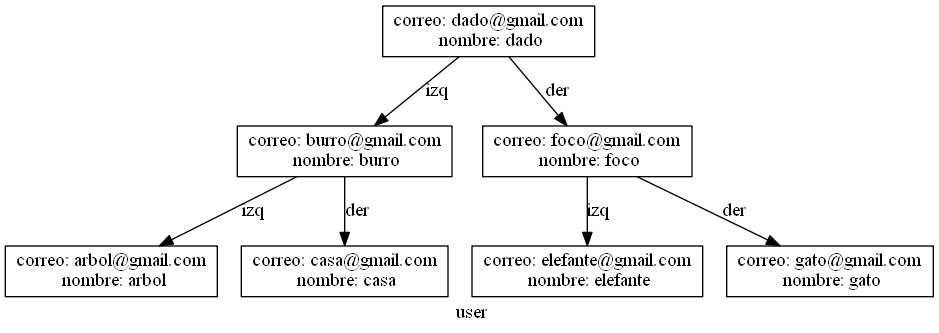 correo: dado@gmail.com
nombre: dado
izq
der
correo: burro@gmail.com
nombre: burro
correo: foco@gmail.com
nombre: foco
izq
der
izq
der
correo: arbol@gmail.com
nombre: arbol
correo: casa@gmail.com
nombre: casa
correo: elefante@gmail.com
nombre: elefante
correo: gato@gmail.com
nombre: gato
user